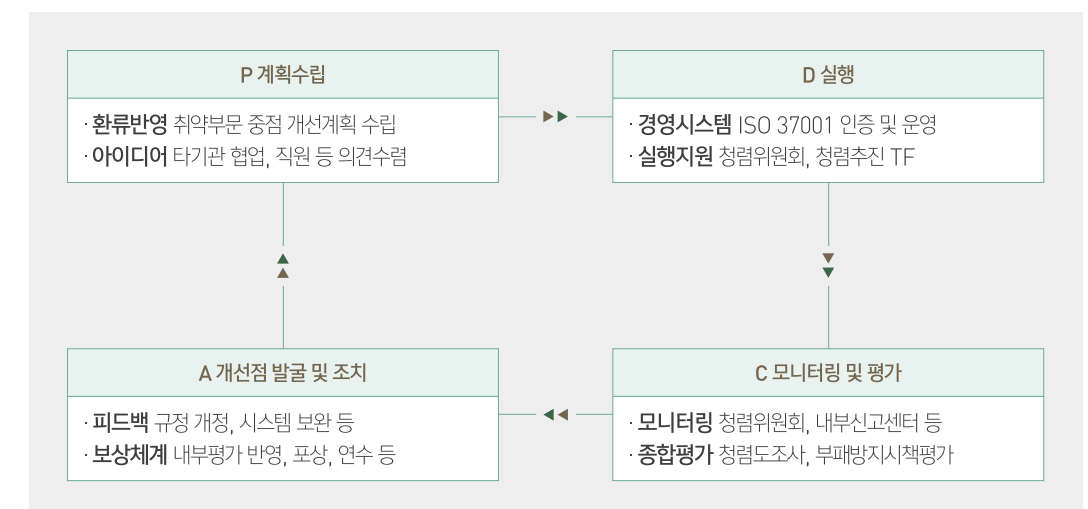 P 계획수립
· 환류반영 취약부문 중점 개선계획 수립
· 아이디어 타기관 협업, 직원 등 의견수렴
D 실행
· 경영시스템 ISO 37001 인증 및 운영
· 실행지원 청렴위원회, 청렴추진 TF
A 개선점 발굴 및 조치
· 피드백 규정 개정, 시스템 보완 등
· 보상체계 내부평가 반영, 포상, 연수 등
C 모니터링 및 평가
· 모니터링 청렴위원회, 내부신고센터 등
· 종합평가 청렴도조사, 부패방지시책평가